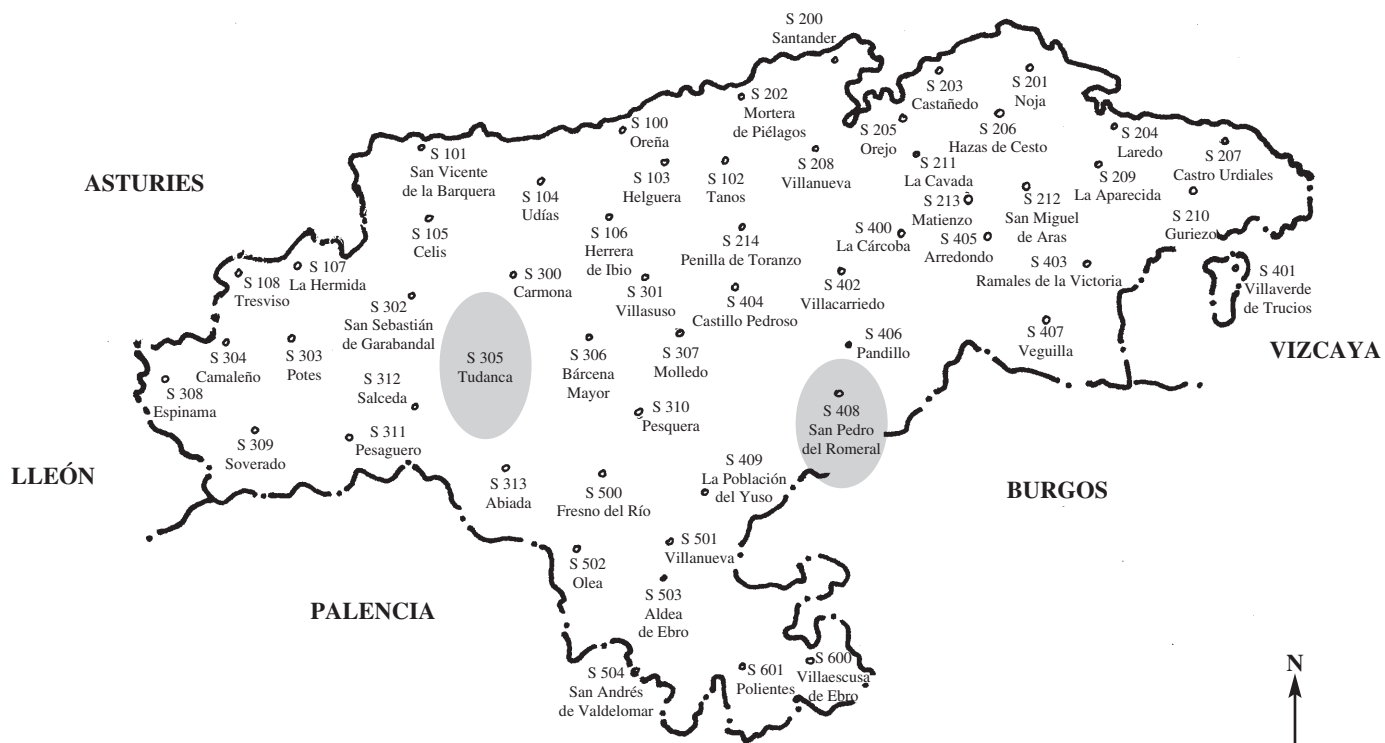 S 200
Santander
S 203
Castañedo
S 201
Noja
S 202
Mortera
de Piélagos
S 205
Orejo
S 206
Hazas de Cesto
S 204
Laredo
S 207
Castro Urdiales
S 100
Oreña
S 101
San Vicente
de la Barquera
S 103
Helguera
S 102
Tanos
S 208
Villanueva
S 211
La Cavada
S 209
La Aparecida
ASTURIES
S 104
Udías
S 213
Matienzo
S 212
San Miguel
de Aras
S 210
Guriezo
S 105
Celis
S 106
Herrera
de Ibio
S 214
Penilla de Toranzo
S 400
La Cárcoba
S 405
Arredondo
S 403
Ramales de la Victoria
S 401
Villaverde
de Trucios
S 107
La Hermida
S 108
Tresviso
S 300
Carmona
S 301
Villasuso
S 404
Castillo Pedroso
S 402
Villacarriedo
S 302
San Sebastián
de Garabandal
S 407
Veguilla
VIZCAYA
S 304
Camaleño
S 303
Potes
S 305
Tudanca
S 306
Bárcena
Mayor
S 307
Molledo
S 406
Pandillo
S 308
Espinama
S 312
Salceda
S 310
Pesquera
S 408
San Pedro
del Romeral
S 309
Soverado
S 311
Pesaguero
LLEÓN
S 313
Abiada
S 500
Fresno del Río
S 409
La Población
del Yuso
BURGOS
S 501
Villanueva
S 502
Olea
S 503
Aldea
de Ebro
PALENCIA
S 504
San Andrés
de Valdelomar
S 601
Polientes
S 600
Villaescusa
de Ebro
N